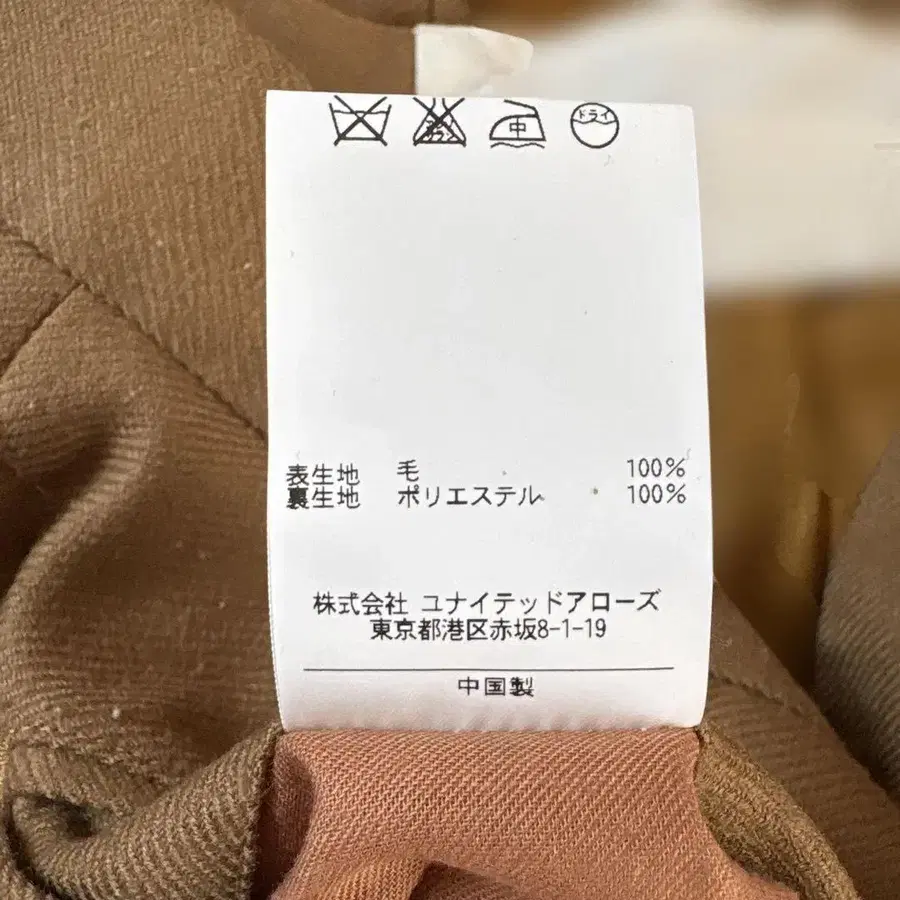 中 ドライ
表生地 毛 100%
裏生地 ポリエステル 100%
株式会社 ユナイテッドアローズ
東京都港区赤坂8-1-19
中国製